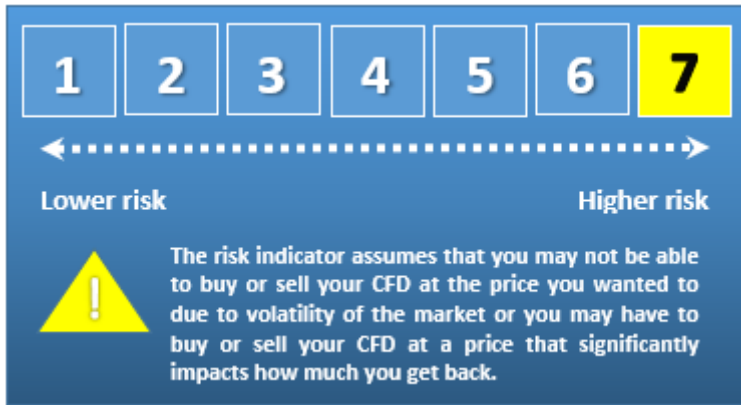 1 2 3 4 5 6 7
Lower risk Higher risk
!
The risk indicator assumes that you may not be able
to buy or sell your CFD at the price you wanted to
due to volatility of the market or you may have to
buy or sell your CFD at a price that significantly
impacts how much you get back.